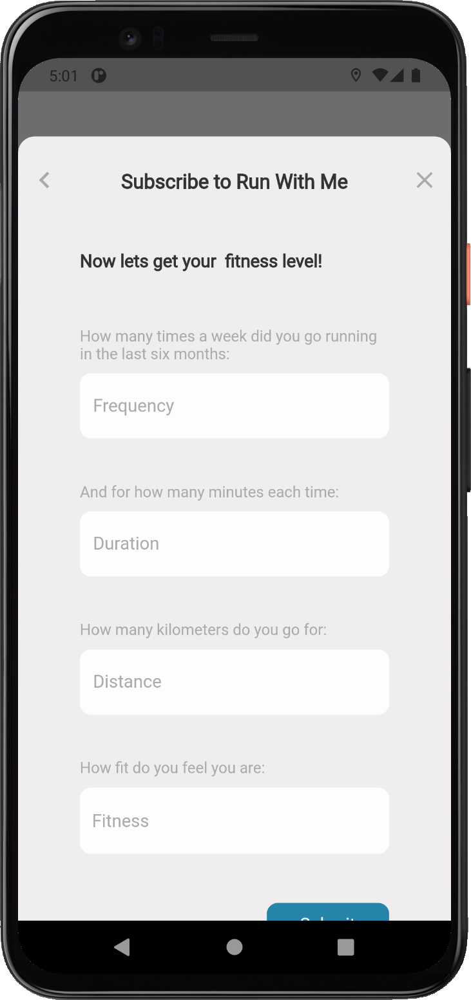 5:01
Subscribe to Run With Me
Now lets get your  fitness level!
How many times a week did you go running
in the last six months:
Frequency
And for how many minutes each time:
Duration
How many kilometers do you go for:
Distance
How fit do you feel you are:
Fitness
Submit